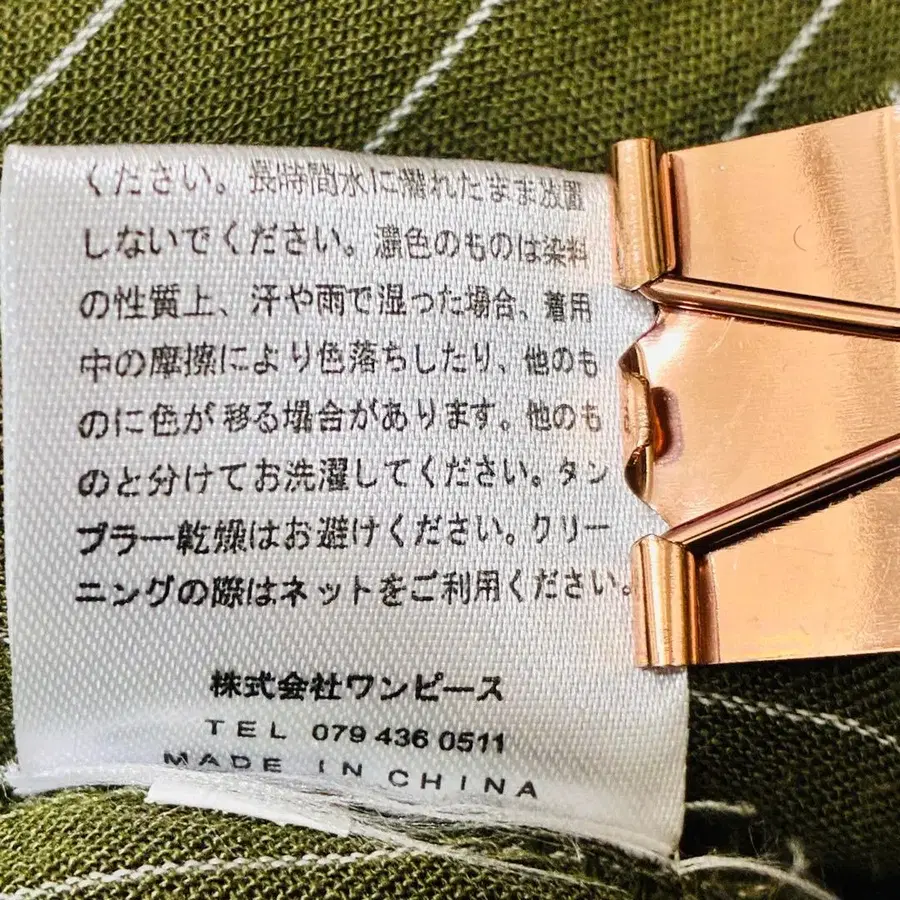 ください。長時間水に濡れたまま放置
しないでください。濃色のものは染料
の性質上、汗や雨で湿った場合、着用
中の摩擦により色落ちしたり、他のも
のに色が移る場合があります。他のも
のと分けてお洗濯してください。タン
ブラー乾燥はお避けください。クリー
ニングの際はネットをご利用ください。
株式会社ワンピース
TEL 079 436 0511
MADE IN CHINA